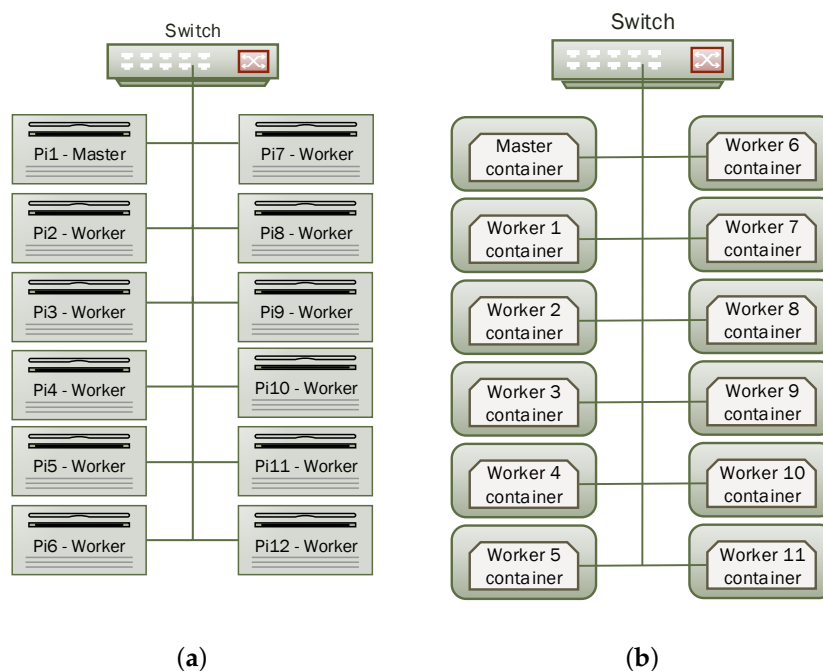 Switch
Pi1 - Master
Pi7 - Worker
Pi2 - Worker
Pi8 - Worker
Pi3 - Worker
Pi9 - Worker
Pi4 - Worker
Pi10 - Worker
Pi5 - Worker
Pi11 - Worker
Pi6 - Worker
Pi12 - Worker
(a)
Switch
Master
container
Worker 6
container
Worker 1
container
Worker 7
container
Worker 2
container
Worker 8
container
Worker 3
container
Worker 9
container
Worker 4
container
Worker 10
container
Worker 5
container
Worker 11
container
(b)